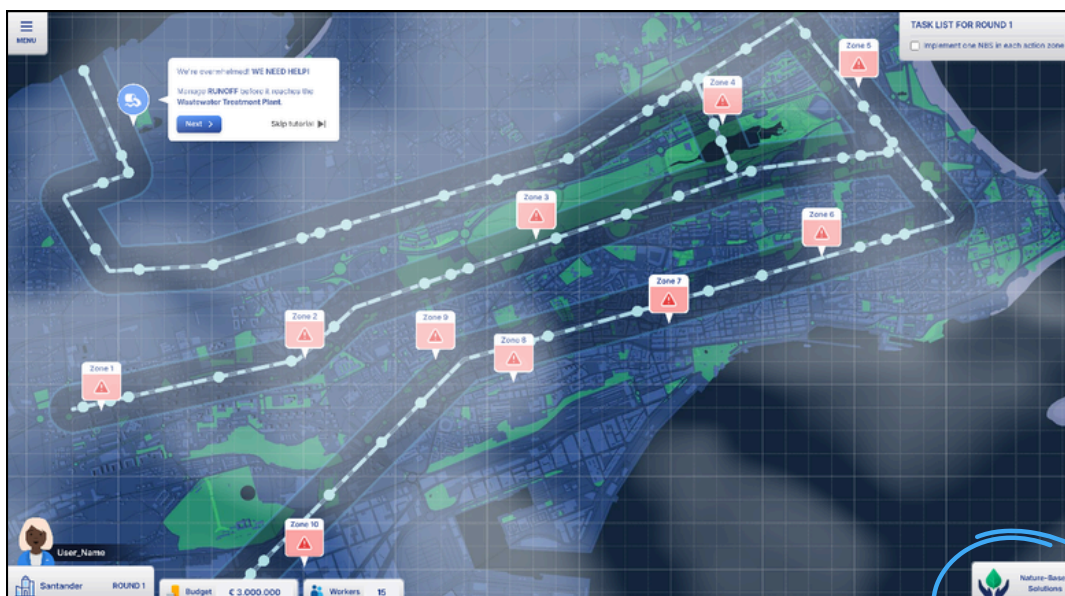 MENU
We're overwhelmed! WE NEED HELP!
Manage RUNOFF before it reaches the
Wastewater Treatment Plant.
Next >
Skip tutorial
TASK LIST FOR ROUND 1
Implement one NBS in each action zone
Zone 5
Zone 4
Zone 3
Zone 6
Zone 7
Zone 2
Zone 9
Zone 8
Zone 1
Zone 10
User_Name
Santander
ROUND 1
Budget € 3.000.000
Workers 15
Nature-Base
Solutions